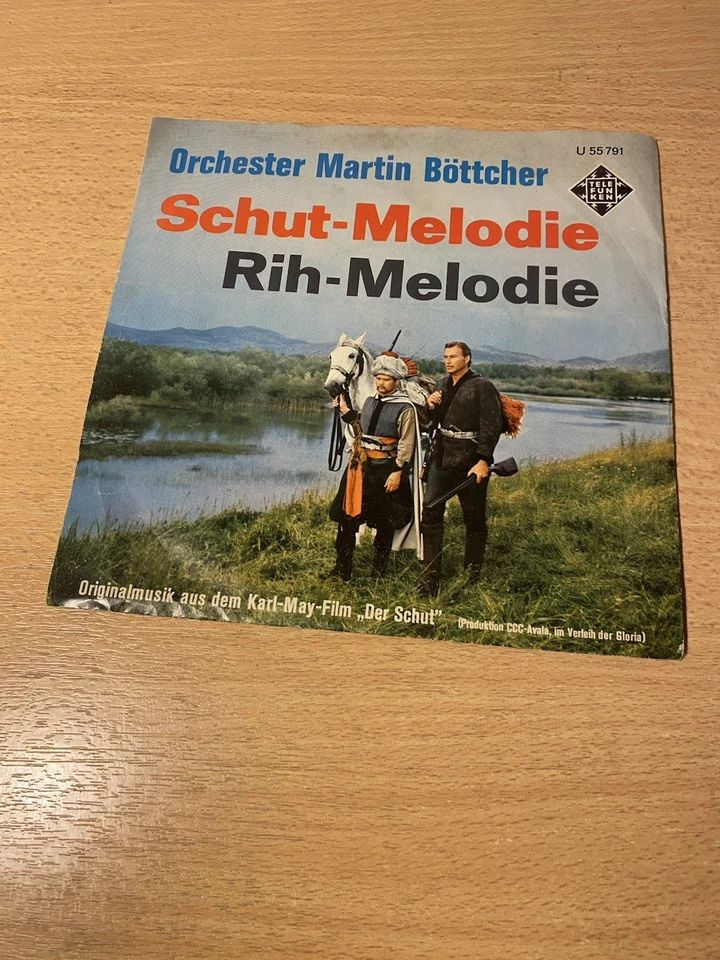 U 55 791
Orchester Martin Böttcher
TELE
FUN
KEN
Schut-Melodie
Rih-Melodie
Originalmusik aus dem Karl-May-Film „Der Schut”
(Produktion CCC-Avala, im Verleih der Gloria)